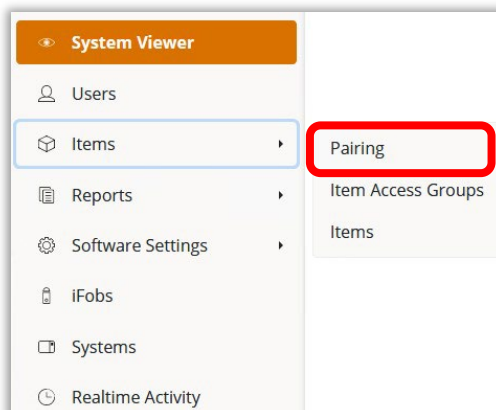 System Viewer
Users
Items
Reports
Software Settings
iFobs
Systems
Realtime Activity
Pairing
Item Access Groups
Items